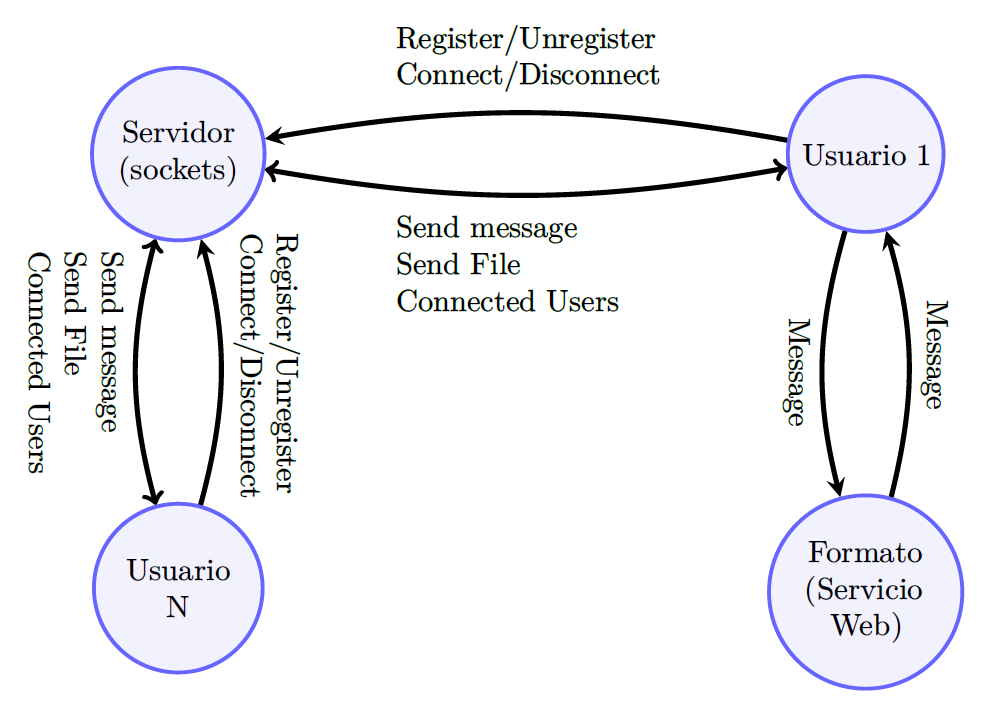 Register/Unregister
Connect/Disconnect
Servidor
(sockets)
Usuario 1
Send message
Send File
Connected Users
Send message
Send File
Connected Users
Register/Unregister
Connect/Disconnect
Message
Message
Usuario
N
Formato
(Servicio
Web)